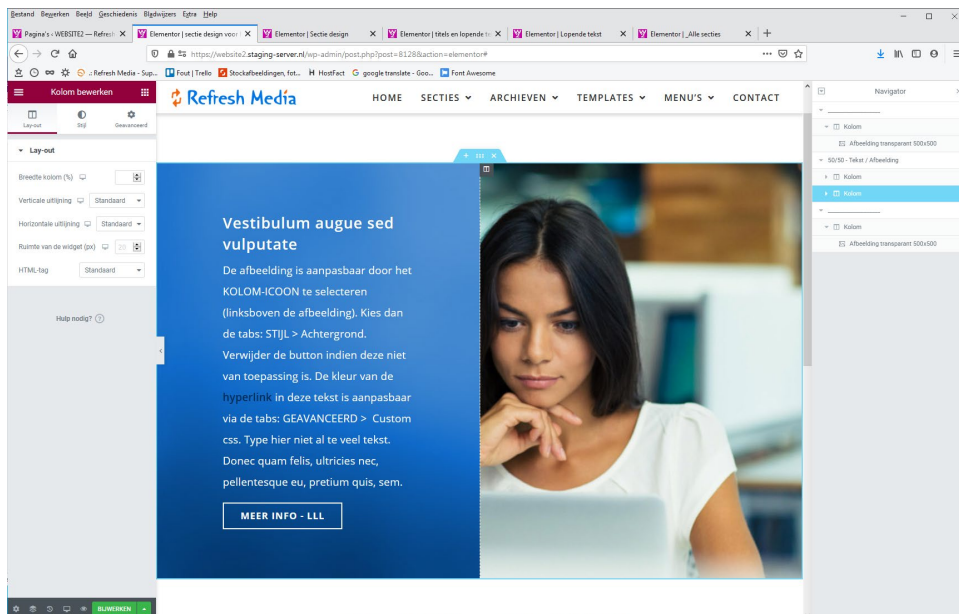 Bestand Bewerken Beeld Geschiedenis Bladwijzers Extra Help
Pagina's ‹ WEBSITE2 — Refresh
Elementor | sectie design voor
Elementor | Sectie design
Elementor | titels en lopende te
Elementor | Lopende tekst
Elementor | _Alle secties
https://website2.staging-server.nl/wp-admin/post.php?post=8128&action=elementor#
.: Refresh Media - Sup...
Fout | Trello
Stockafbeeldingen, fot...
HostFact
google translate - Goo...
Font Awesome
Kolom bewerken
Lay-out
Stijl
Geavanceerd
Lay-out
Breedte kolom (%)
Verticale uitlijning
Standaard
Horizontale uitlijning
Standaard
Ruimte van de widget (px)
20
HTML-tag
Standaard
Hulp nodig?
BIJWERKEN
Refresh Media
HOME
SECTIES
ARCHIEVEN
TEMPLATES
MENU'S
CONTACT
Vestibulum augue sed
vulputate
De afbeelding is aanpasbaar door het
KOLOM-ICOON te selecteren
(linksboven de afbeelding). Kies dan
de tabs: STIJL > Achtergrond.
Verwijder de button indien deze niet
van toepassing is. De kleur van de
hyperlink in deze tekst is aanpasbaar
via de tabs: GEAVANCEERD > Custom
css. Type hier niet al te veel tekst.
Donec quam felis, ultricies nec,
pellentesque eu, pretium quis, sem.
MEER INFO - LLL
Navigator
Kolom
Afbeelding transparant 500x500
50/50 - Tekst / Afbeelding
Kolom
Kolom
Kolom
Afbeelding transparant 500x500